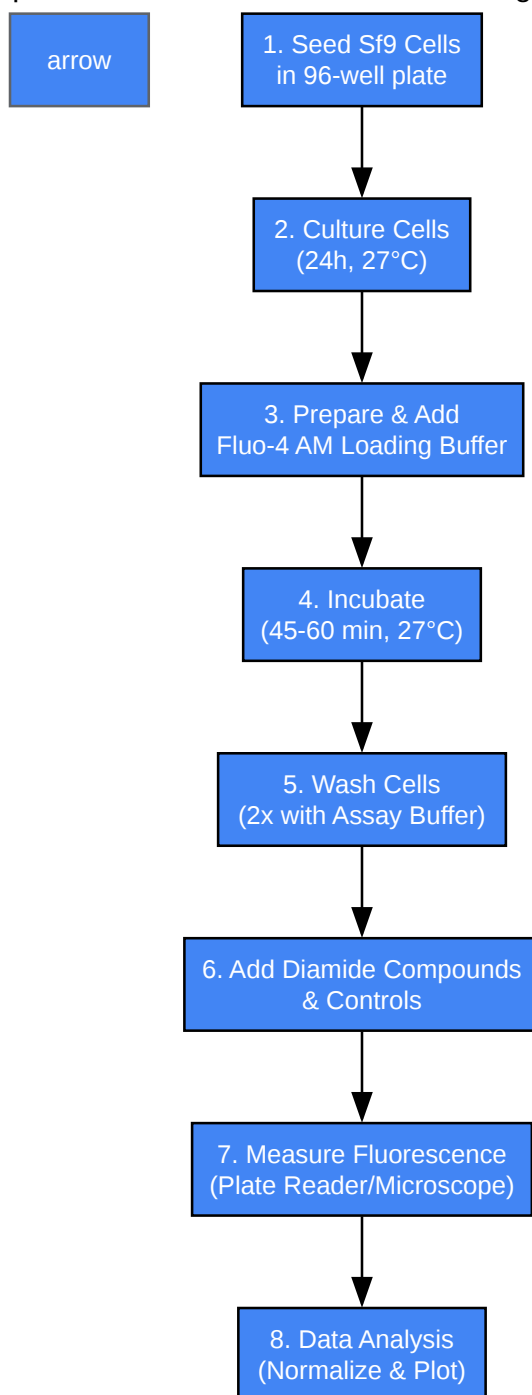 arrow
1. Seed Sf9 Cells
in 96-well plate
2. Culture Cells
(24h, 27°C)
3. Prepare & Add
Fluo-4 AM Loading Buffer
4. Incubate
(45-60 min, 27°C)
5. Wash Cells
(2x with Assay Buffer)
6. Add Diamide Compounds
& Controls
7. Measure Fluorescence
(Plate Reader/Microscope)
8. Data Analysis
(Normalize & Plot)